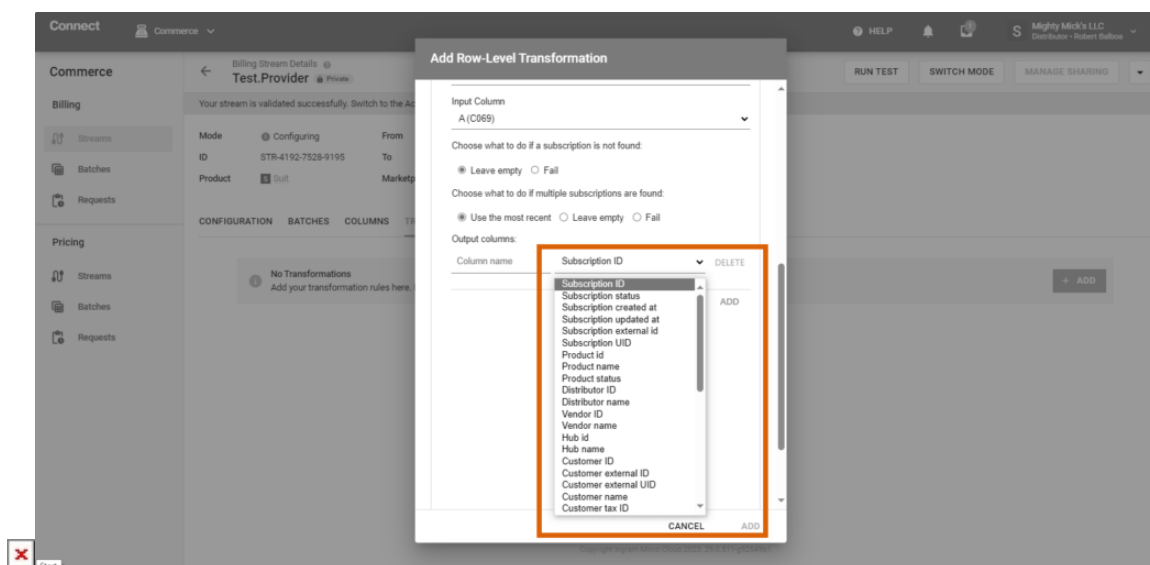 Connect
Commerce
HELP
1
S
Mighty Mick's LLC
Distributor - Robert Balboa
Commerce
Billing Stream Details
Test.Provider
Private
RUN TEST
SWITCH MODE
MANAGE SHARING
Billing
Streams
Batches
Requests
Pricing
Streams
Batches
Requests
Your stream is validated successfully. Switch to the Ac
Mode
Configuring
From
ID
STR-4192-7528-9195
To
Product
S Suit
Marketp
CONFIGURATION
BATCHES
COLUMNS
TR
No Transformations
Add your transformation rules here.
+ ADD
Add Row-Level Transformation
Input Column
A (C069)
Choose what to do if a subscription is not found:
Leave empty
Fail
Choose what to do if multiple subscriptions are found:
Use the most recent
Leave empty
Fail
Output columns:
Column name
Subscription ID
DELETE
Subscription ID
Subscription status
Subscription created at
Subscription updated at
Subscription external id
Subscription UID
Product id
Product name
Product status
Distributor ID
Distributor name
Vendor ID
Vendor name
Hub id
Hub name
Customer ID
Customer external ID
Customer external UID
Customer name
Customer tax ID
ADD
CANCEL
ADD